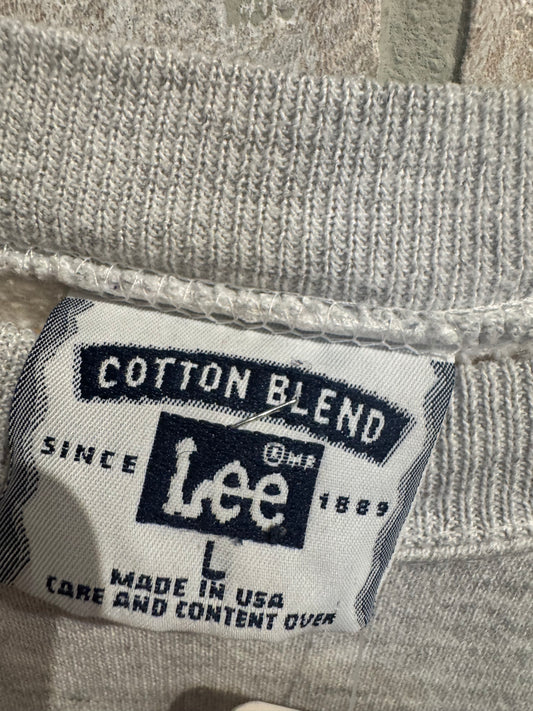 COTTON BLEND
SINCE Lee ® MR 1889
L
MADE IN USA
CARE AND CONTENT OVER